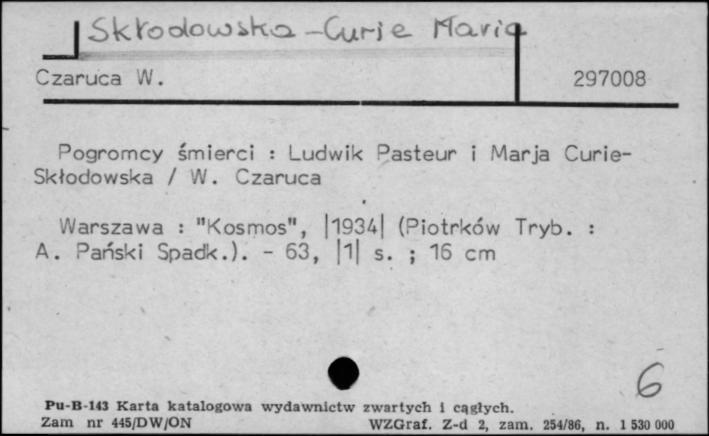 Skłodowska-Curie Maria
Czaruca W.
297008
Pogromcy śmierci : Ludwik Pasteur i Marja Curie-
Skłodowska / W. Czaruca
Warszawa : "Kosmos", |1934| (Piotrków Tryb. :
A. Pański Spadk.). - 63, |1| s. ; 16 cm
6
Pu-B-143 Karta katalogowa wydawnictw zwartych i cągłych.
Zam nr 445/DW/ON
WZGraf. Z-d 2, zam. 254/86, n. 1 530 000